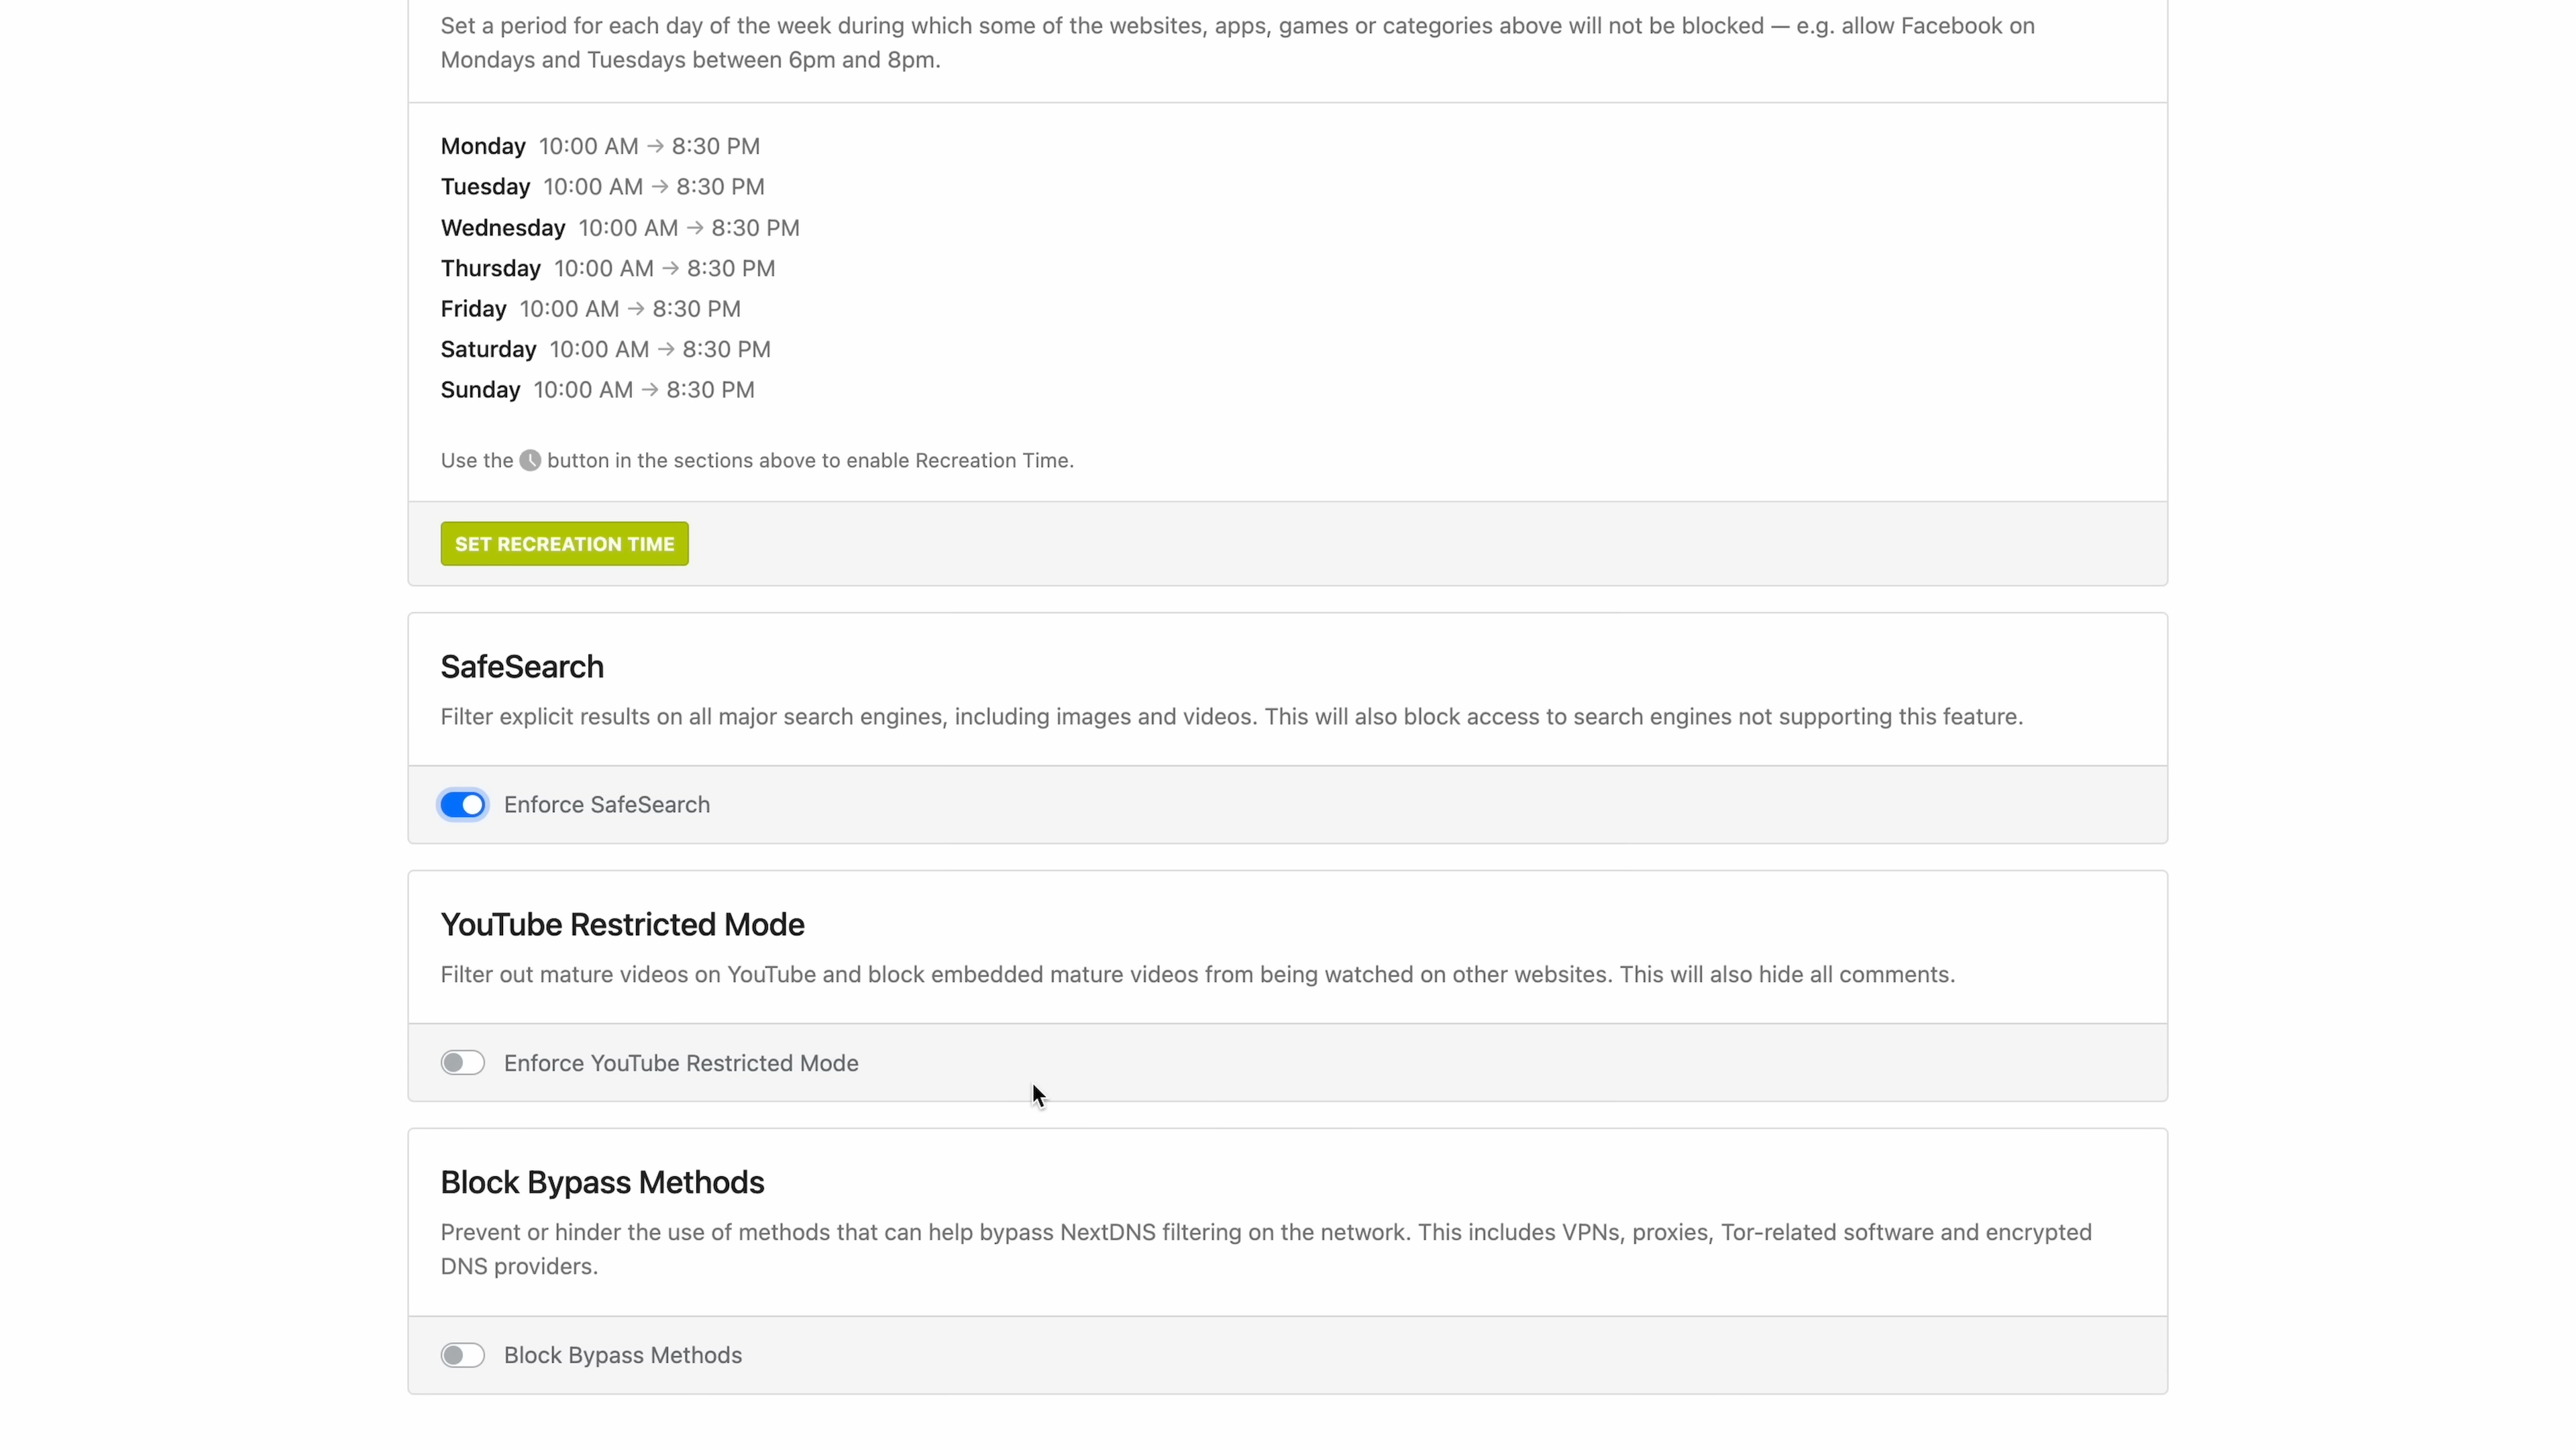 Set a period for each day of the week during which some of the websites, apps, games or categories above will not be blocked — e.g. allow Facebook on
Mondays and Tuesdays between 6pm and 8pm.
Monday 10:00 AM → 8:30 PM
Tuesday 10:00 AM → 8:30 PM
Wednesday 10:00 AM → 8:30 PM
Thursday 10:00 AM → 8:30 PM
Friday 10:00 AM → 8:30 PM
Saturday 10:00 AM → 8:30 PM
Sunday 10:00 AM → 8:30 PM
Use the button in the sections above to enable Recreation Time.
SET RECREATION TIME
SafeSearch
Filter explicit results on all major search engines, including images and videos. This will also block access to search engines not supporting this feature.
Enforce SafeSearch
YouTube Restricted Mode
Filter out mature videos on YouTube and block embedded mature videos from being watched on other websites. This will also hide all comments.
Enforce YouTube Restricted Mode
Block Bypass Methods
Prevent or hinder the use of methods that can help bypass NextDNS filtering on the network. This includes VPNs, proxies, Tor-related software and encrypted
DNS providers.
Block Bypass Methods